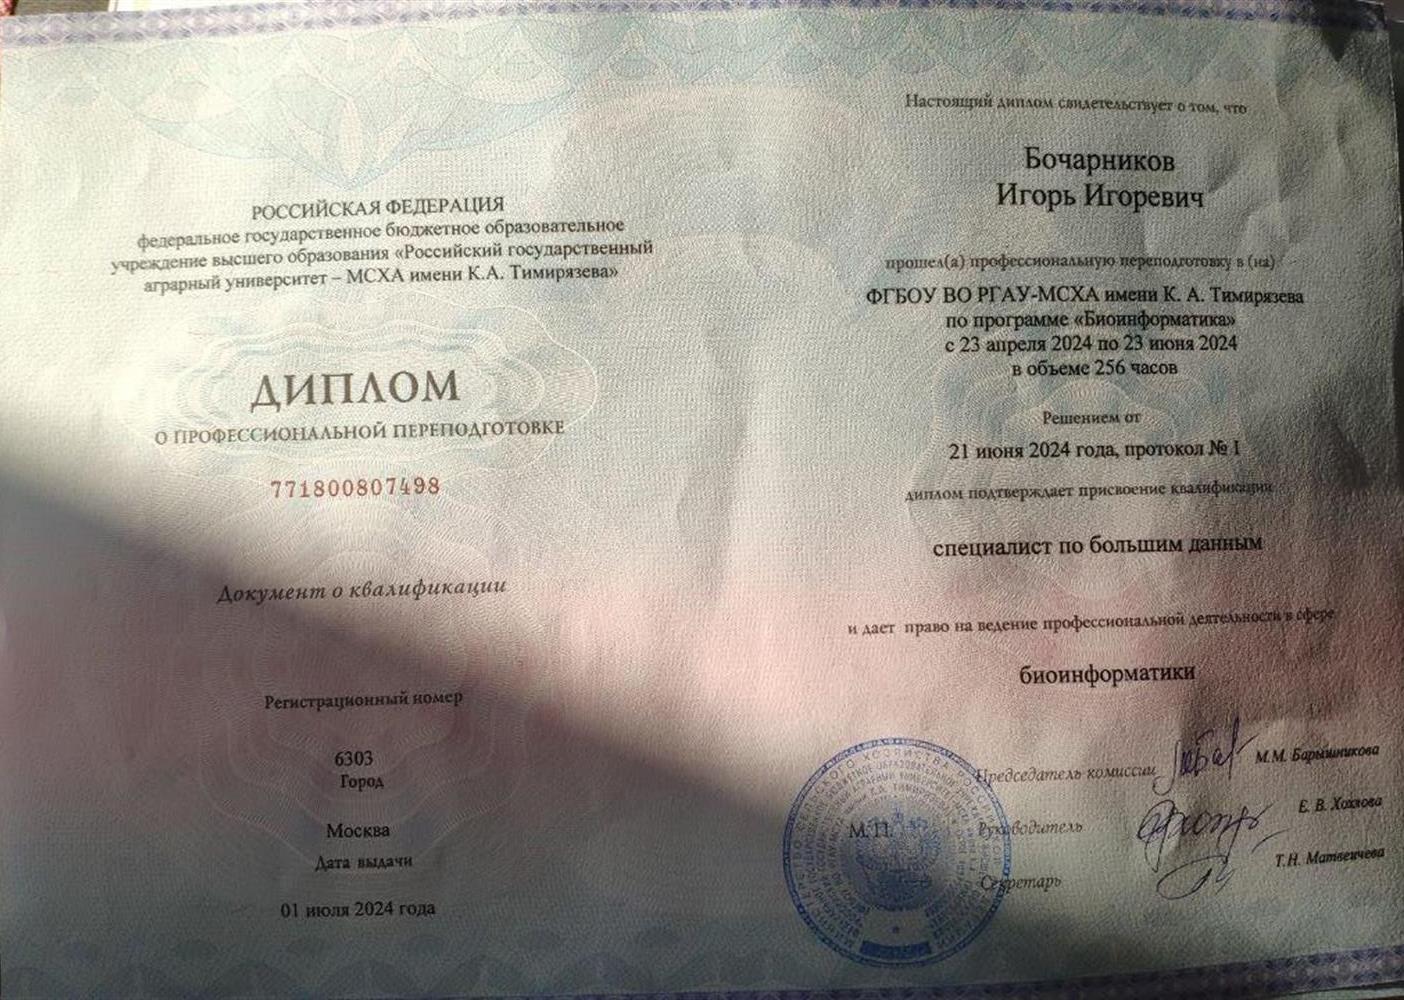 РОССИЙСКАЯ ФЕДЕРАЦИЯ
федеральное государственное бюджетное образовательное
учреждение высшего образования «Российский государственный
аграрный университет – МСХА имени К.А. Тимирязева»
ДИПЛОМ
О ПРОФЕССИОНАЛЬНОЙ ПЕРЕПОДГОТОВКЕ
771800807498
Документ о квалификации
Регистрационный номер
6303
Город
Москва
Дата выдачи
01 июля 2024 года
Настоящий диплом свидетельствует о том, что
Бочарников
Игорь Игоревич
прошел(а) профессиональную переподготовку в (на)
ФГБОУ ВО РГАУ-МСХА имени К. А. Тимирязева
по программе «Биоинформатика»
с 23 апреля 2024 по 23 июня 2024
в объеме 256 часов
Решением от
21 июня 2024 года, протокол № 1
диплом подтверждает присвоение квалификации
специалист по большим данным
и дает право на ведение профессиональной деятельности в сфере
биоинформатики
Председатель комиссии М.М. Барышникова
М. П. Руководитель Е. В. Хохлова
Секретарь Т.Н. Матвеичева